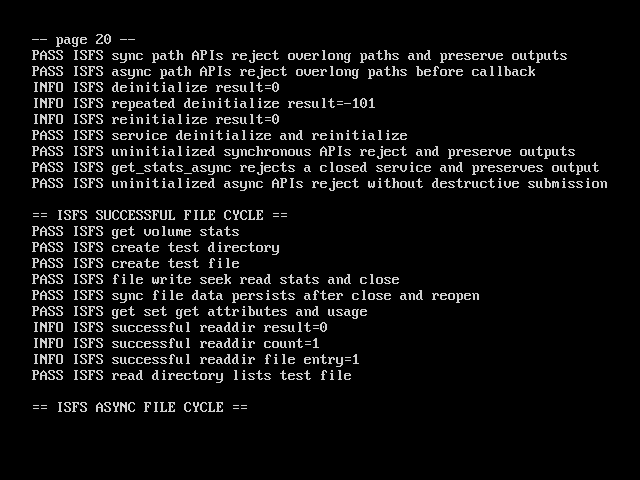 -- page 20 --
PASS ISFS sync path APIs reject overlong paths and preserve outputs
PASS ISFS async path APIs reject overlong paths before callback
INFO ISFS deinitialize result=0
INFO ISFS repeated deinitialize result=-101
INFO ISFS reinitialize result=0
PASS ISFS service deinitialize and reinitialize
PASS ISFS uninitialized synchronous APIs reject and preserve outputs
PASS ISFS get_stats_async rejects a closed service and preserves output
PASS ISFS uninitialized async APIs reject without destructive submission
== ISFS SUCCESSFUL FILE CYCLE ==
PASS ISFS get volume stats
PASS ISFS create test directory
PASS ISFS create test file
PASS ISFS file write seek read stats and close
PASS ISFS sync file data persists after close and reopen
PASS ISFS get set get attributes and usage
INFO ISFS successful readdir result=0
INFO ISFS successful readdir count=1
INFO ISFS successful readdir file entry=1
PASS ISFS read directory lists test file
== ISFS ASYNC FILE CYCLE ==